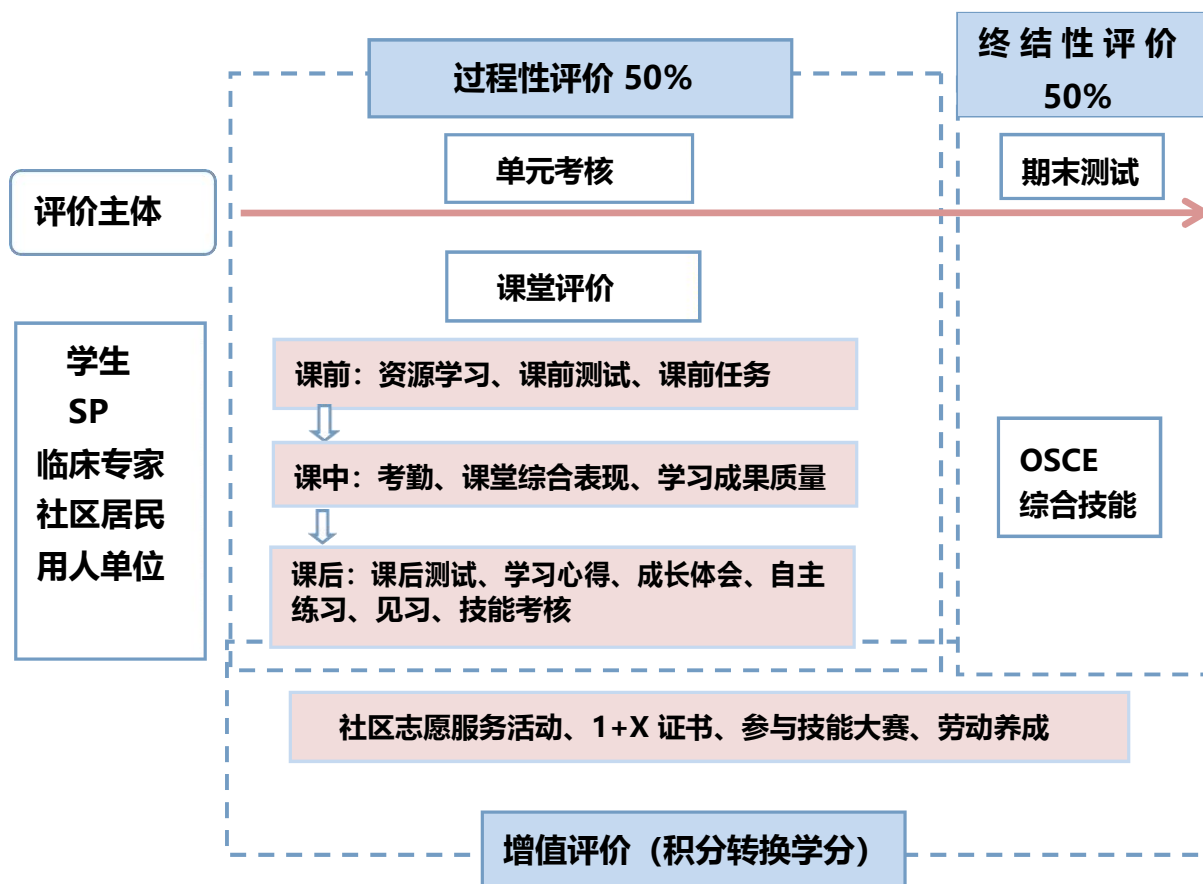 过程性评价 50%
终结性评价
50%
单元考核
期末测试
评价主体
课堂评价
学生
SP
临床专家
社区居民
用人单位
课前：资源学习、课前测试、课前任务
课中：考勤、课堂综合表现、学习成果质量
课后：课后测试、学习心得、成长体会、自主
练习、见习、技能考核
OSCE
综合技能
社区志愿服务活动、1+X 证书、参与技能大赛、劳动养成
增值评价（积分转换学分）